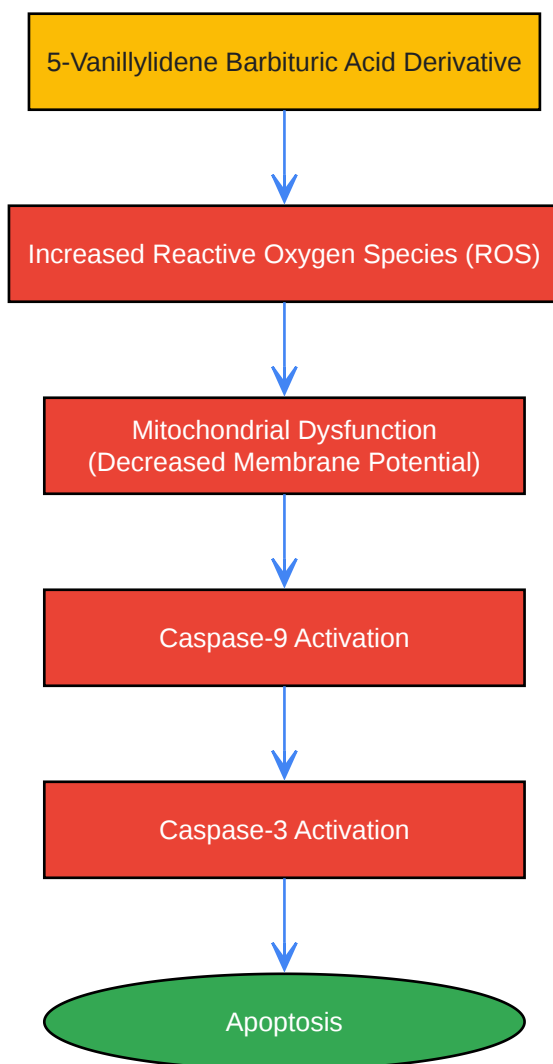 5-Vanillylidene Barbituric Acid Derivative
Increased Reactive Oxygen Species (ROS)
Mitochondrial Dysfunction
(Decreased Membrane Potential)
Caspase-9 Activation
Caspase-3 Activation
Apoptosis